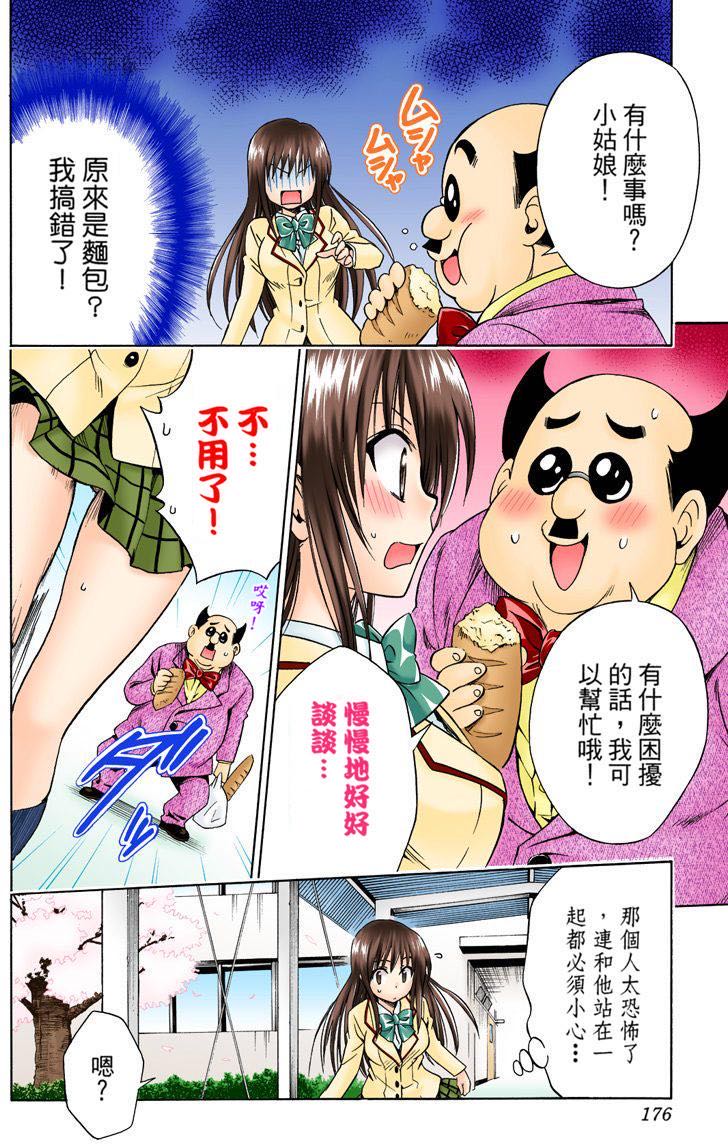 有什麼事嗎？
小姑娘！
ムシャ
ムシャ
原來是麵包？
我搞錯了！
有什麼困擾
的話，我可
以幫忙哦！
慢慢地好好
談談…
不…
不用了！
哎呀！
ダッ
那個人太恐怖了
，連和他站在一
起都必須小心…
嗯？
176